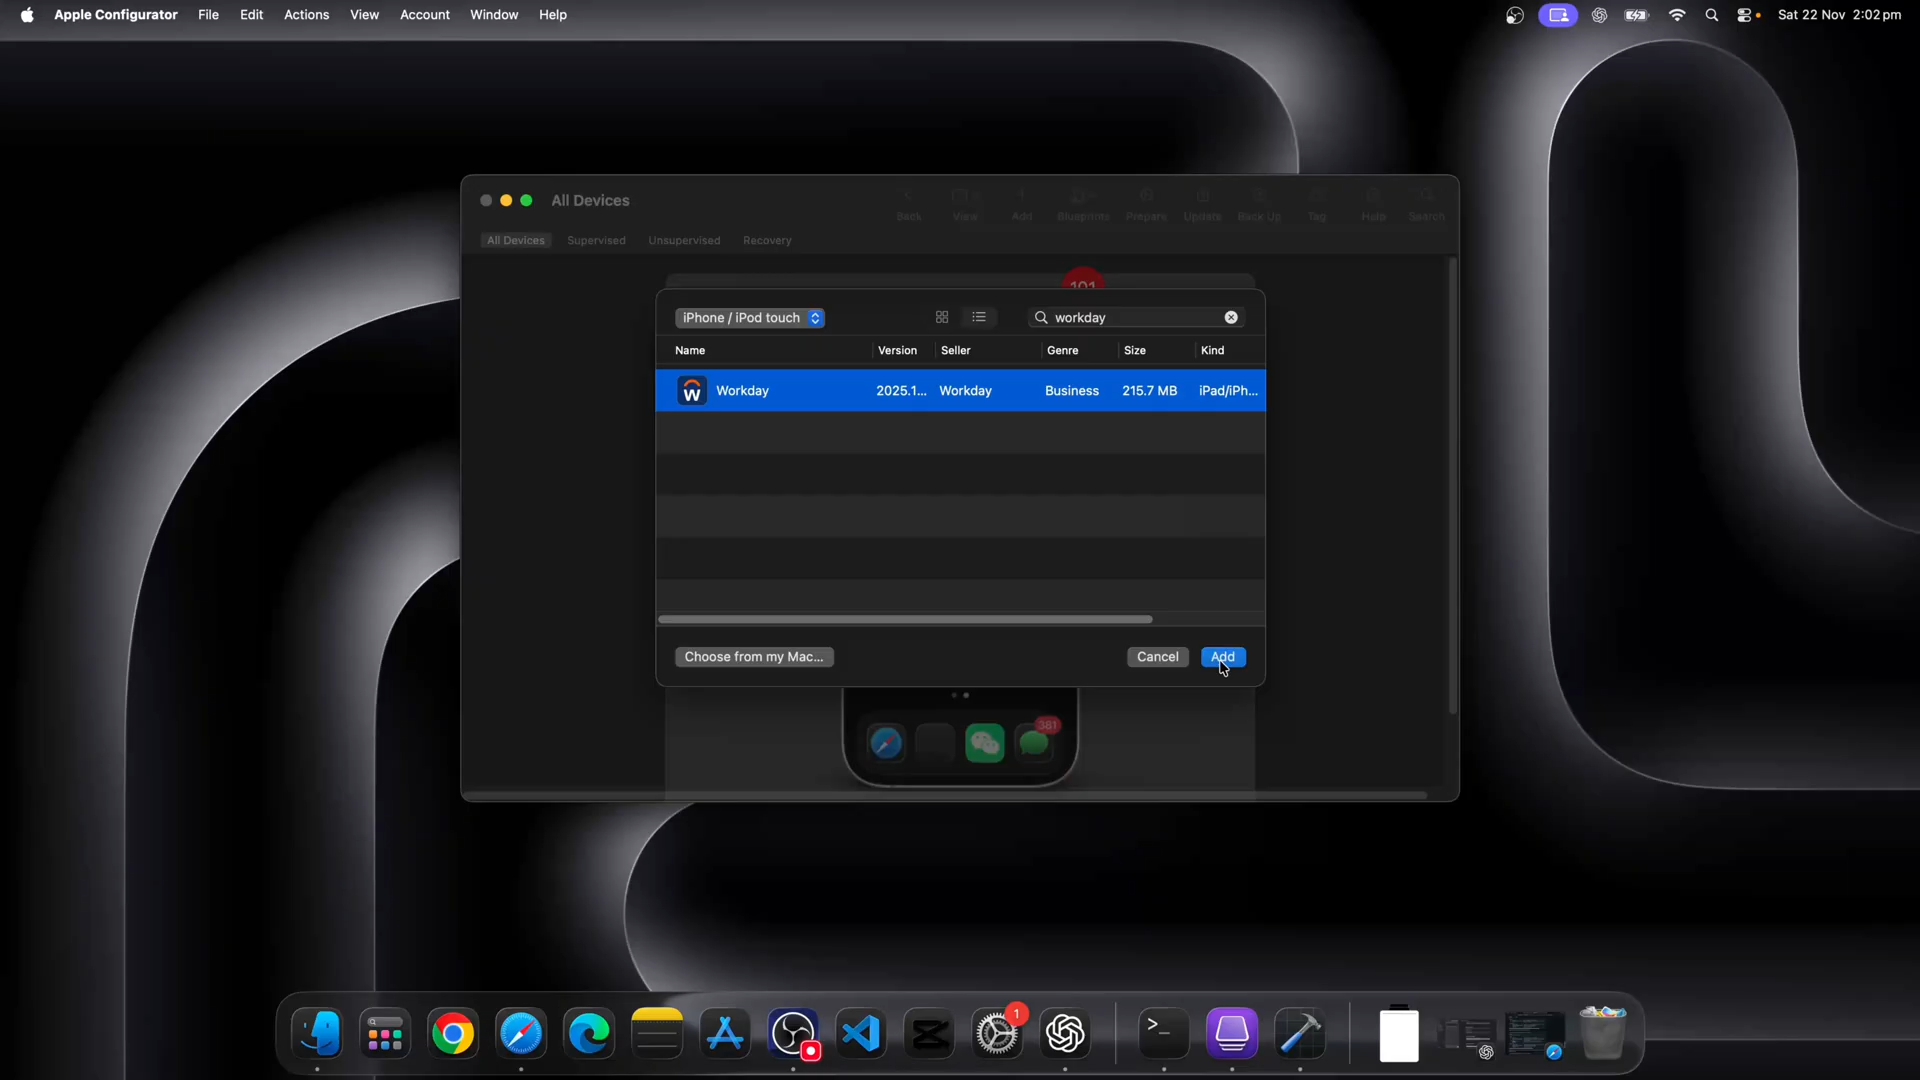 Apple Configurator File Edit Actions View Account Window Help Sat 22 Nov 2:02 pm
All Devices
Back View Add Blueprints Prepare Update Back Up Tag Help Search
All Devices Supervised Unsupervised Recovery
101
iPhone / iPod touch workday
Name Version Seller Genre Size Kind
W Workday 2025.1... Workday Business 215.7 MB iPad/iPh...
Choose from my Mac... Cancel Add
381
1
>_